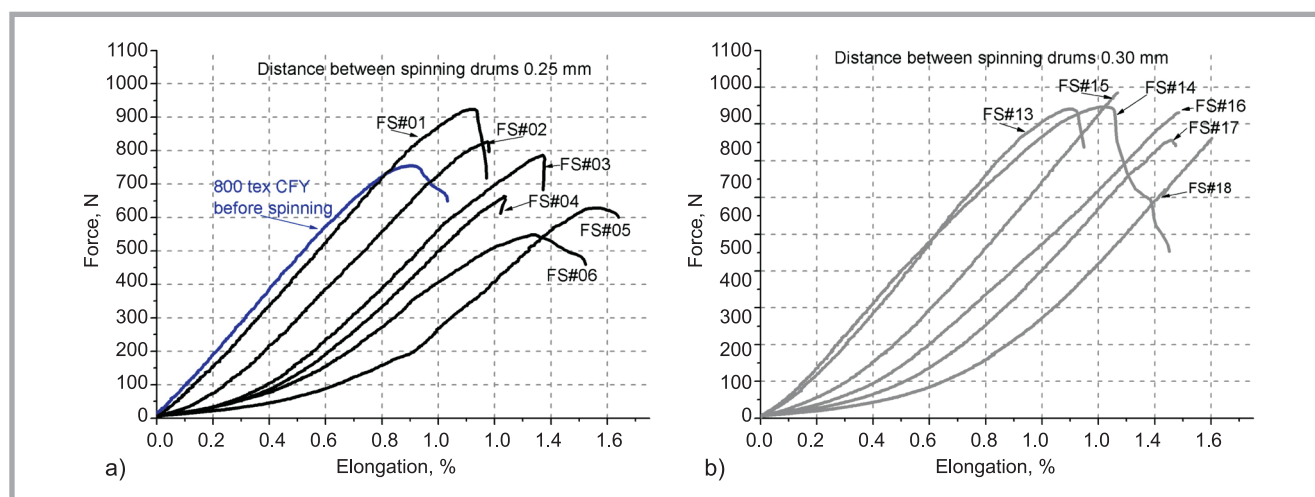 1100
1000
900
800
700
600
500
400
300
200
100
0
Force, N
Distance between spinning drums 0.25 mm
FS#01
FS#02
FS#03
800 tex CFY
before spinning
FS#04
FS#05
FS#06
0.0 0.2 0.4 0.6 0.8 1.0 1.2 1.4 1.6
a)
Elongation, %
1100
1000
900
800
700
600
500
400
300
200
100
0
Force, N
Distance between spinning drums 0.30 mm
FS#15
FS#14
FS#13
FS#16
FS#17
FS#18
0.0 0.2 0.4 0.6 0.8 1.0 1.2 1.4 1.6
b)
Elongation, %